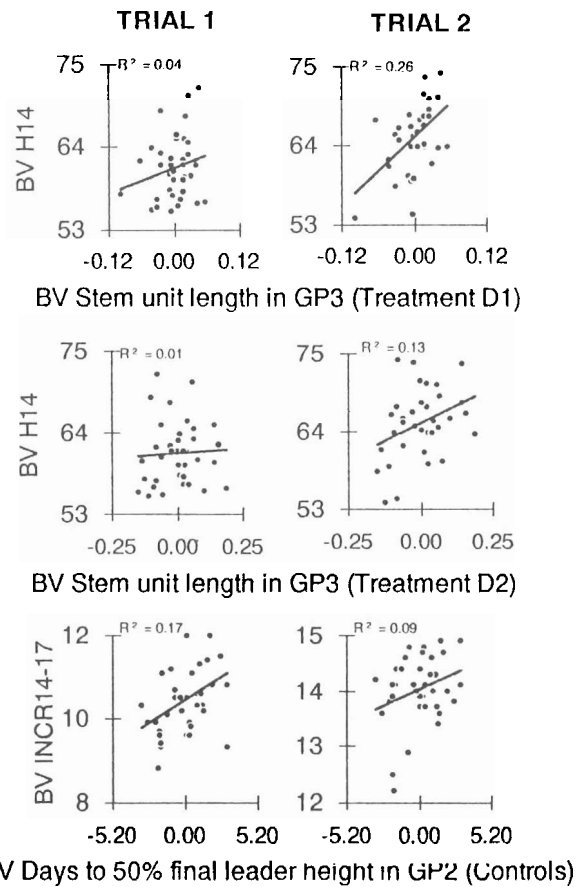 TRIAL 1 TRIAL 2
75 R² = 0.04 75 R² = 0.26
BV H14
64 64
53 53
-0.12 0.00 0.12 -0.12 0.00 0.12
BV Stem unit length in GP3 (Treatment D1)
75 R² = 0.01 75 R² = 0.13
BV H14
64 64
53 53
-0.25 0.00 0.25 -0.25 0.00 0.25
BV Stem unit length in GP3 (Treatment D2)
12 R² = 0.17 15 R² = 0.09
BV INCR14-17
14
10
13
8 12
-5.20 0.00 5.20 -5.20 0.00 5.20
V Days to 50% final leader height in GP2 (Controls)